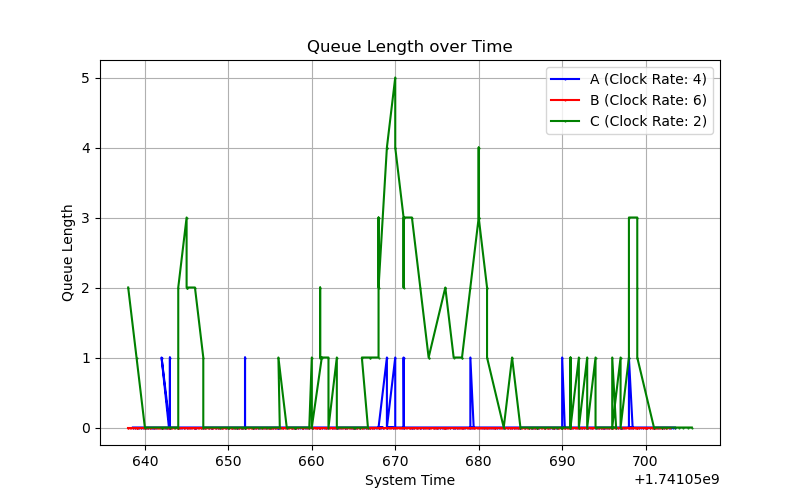 Queue Length over Time
A (Clock Rate: 4)
B (Clock Rate: 6)
C (Clock Rate: 2)
Queue Length
5
4
3
2
1
0
640 650 660 670 680 690 700
System Time
+1.74105e9